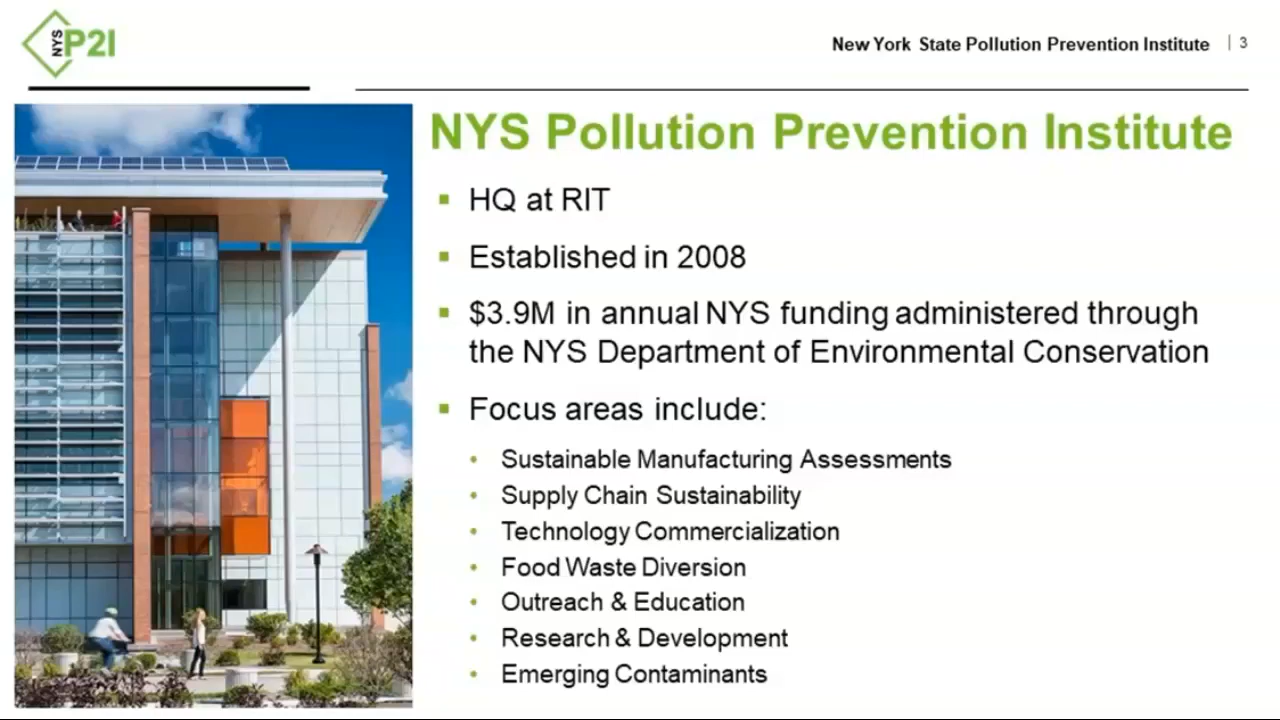 NYS P2I
New York State Pollution Prevention Institute | 3
NYS Pollution Prevention Institute
HQ at RIT
Established in 2008
$3.9M in annual NYS funding administered through
the NYS Department of Environmental Conservation
Focus areas include:
Sustainable Manufacturing Assessments
Supply Chain Sustainability
Technology Commercialization
Food Waste Diversion
Outreach & Education
Research & Development
Emerging Contaminants